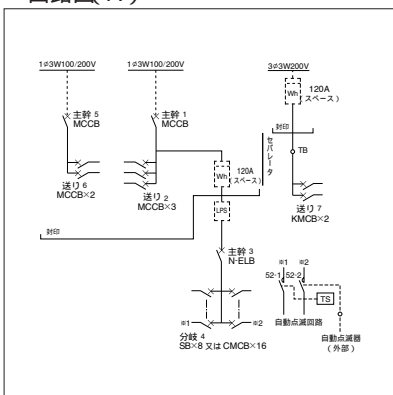 1φ3W100/200V
1φ3W100/200V
3φ3W200V
Wh
120A
(スペース)
主幹 5
MCCB
主幹 1
MCCB
封印
セパレータ
TB
Wh
120A
(スペース)
送り 6
MCCB×2
送り 2
MCCB×3
LPS
送り 7
KMCB×2
封印
主幹 3
N-ELB
※1
※2
52-1
52-2
TS
※1
※2
自動点滅回路
自動点滅器
(外部)
分岐 4
SB×8 又は CMCB×16